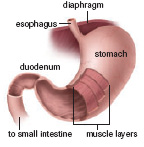 diaphragm
esophagus
stomach
duodenum
to small intestine
muscle layers